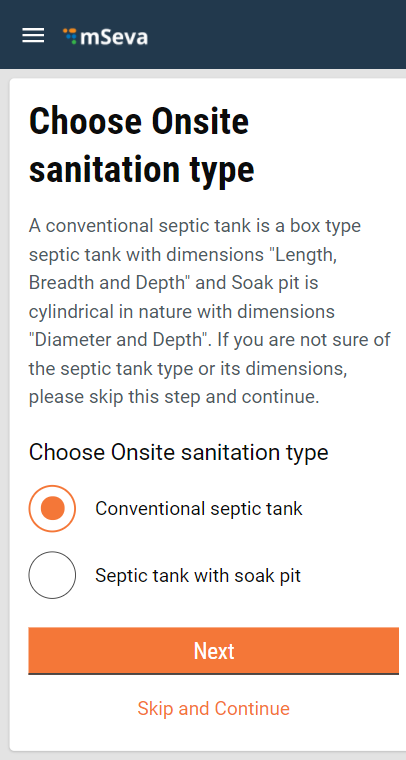 mSeva
Choose Onsite
sanitation type
A conventional septic tank is a box type
septic tank with dimensions "Length,
Breadth and Depth" and Soak pit is
cylindrical in nature with dimensions
"Diameter and Depth". If you are not sure of
the septic tank type or its dimensions,
please skip this step and continue.
Choose Onsite sanitation type
Conventional septic tank
Septic tank with soak pit
Next
Skip and Continue